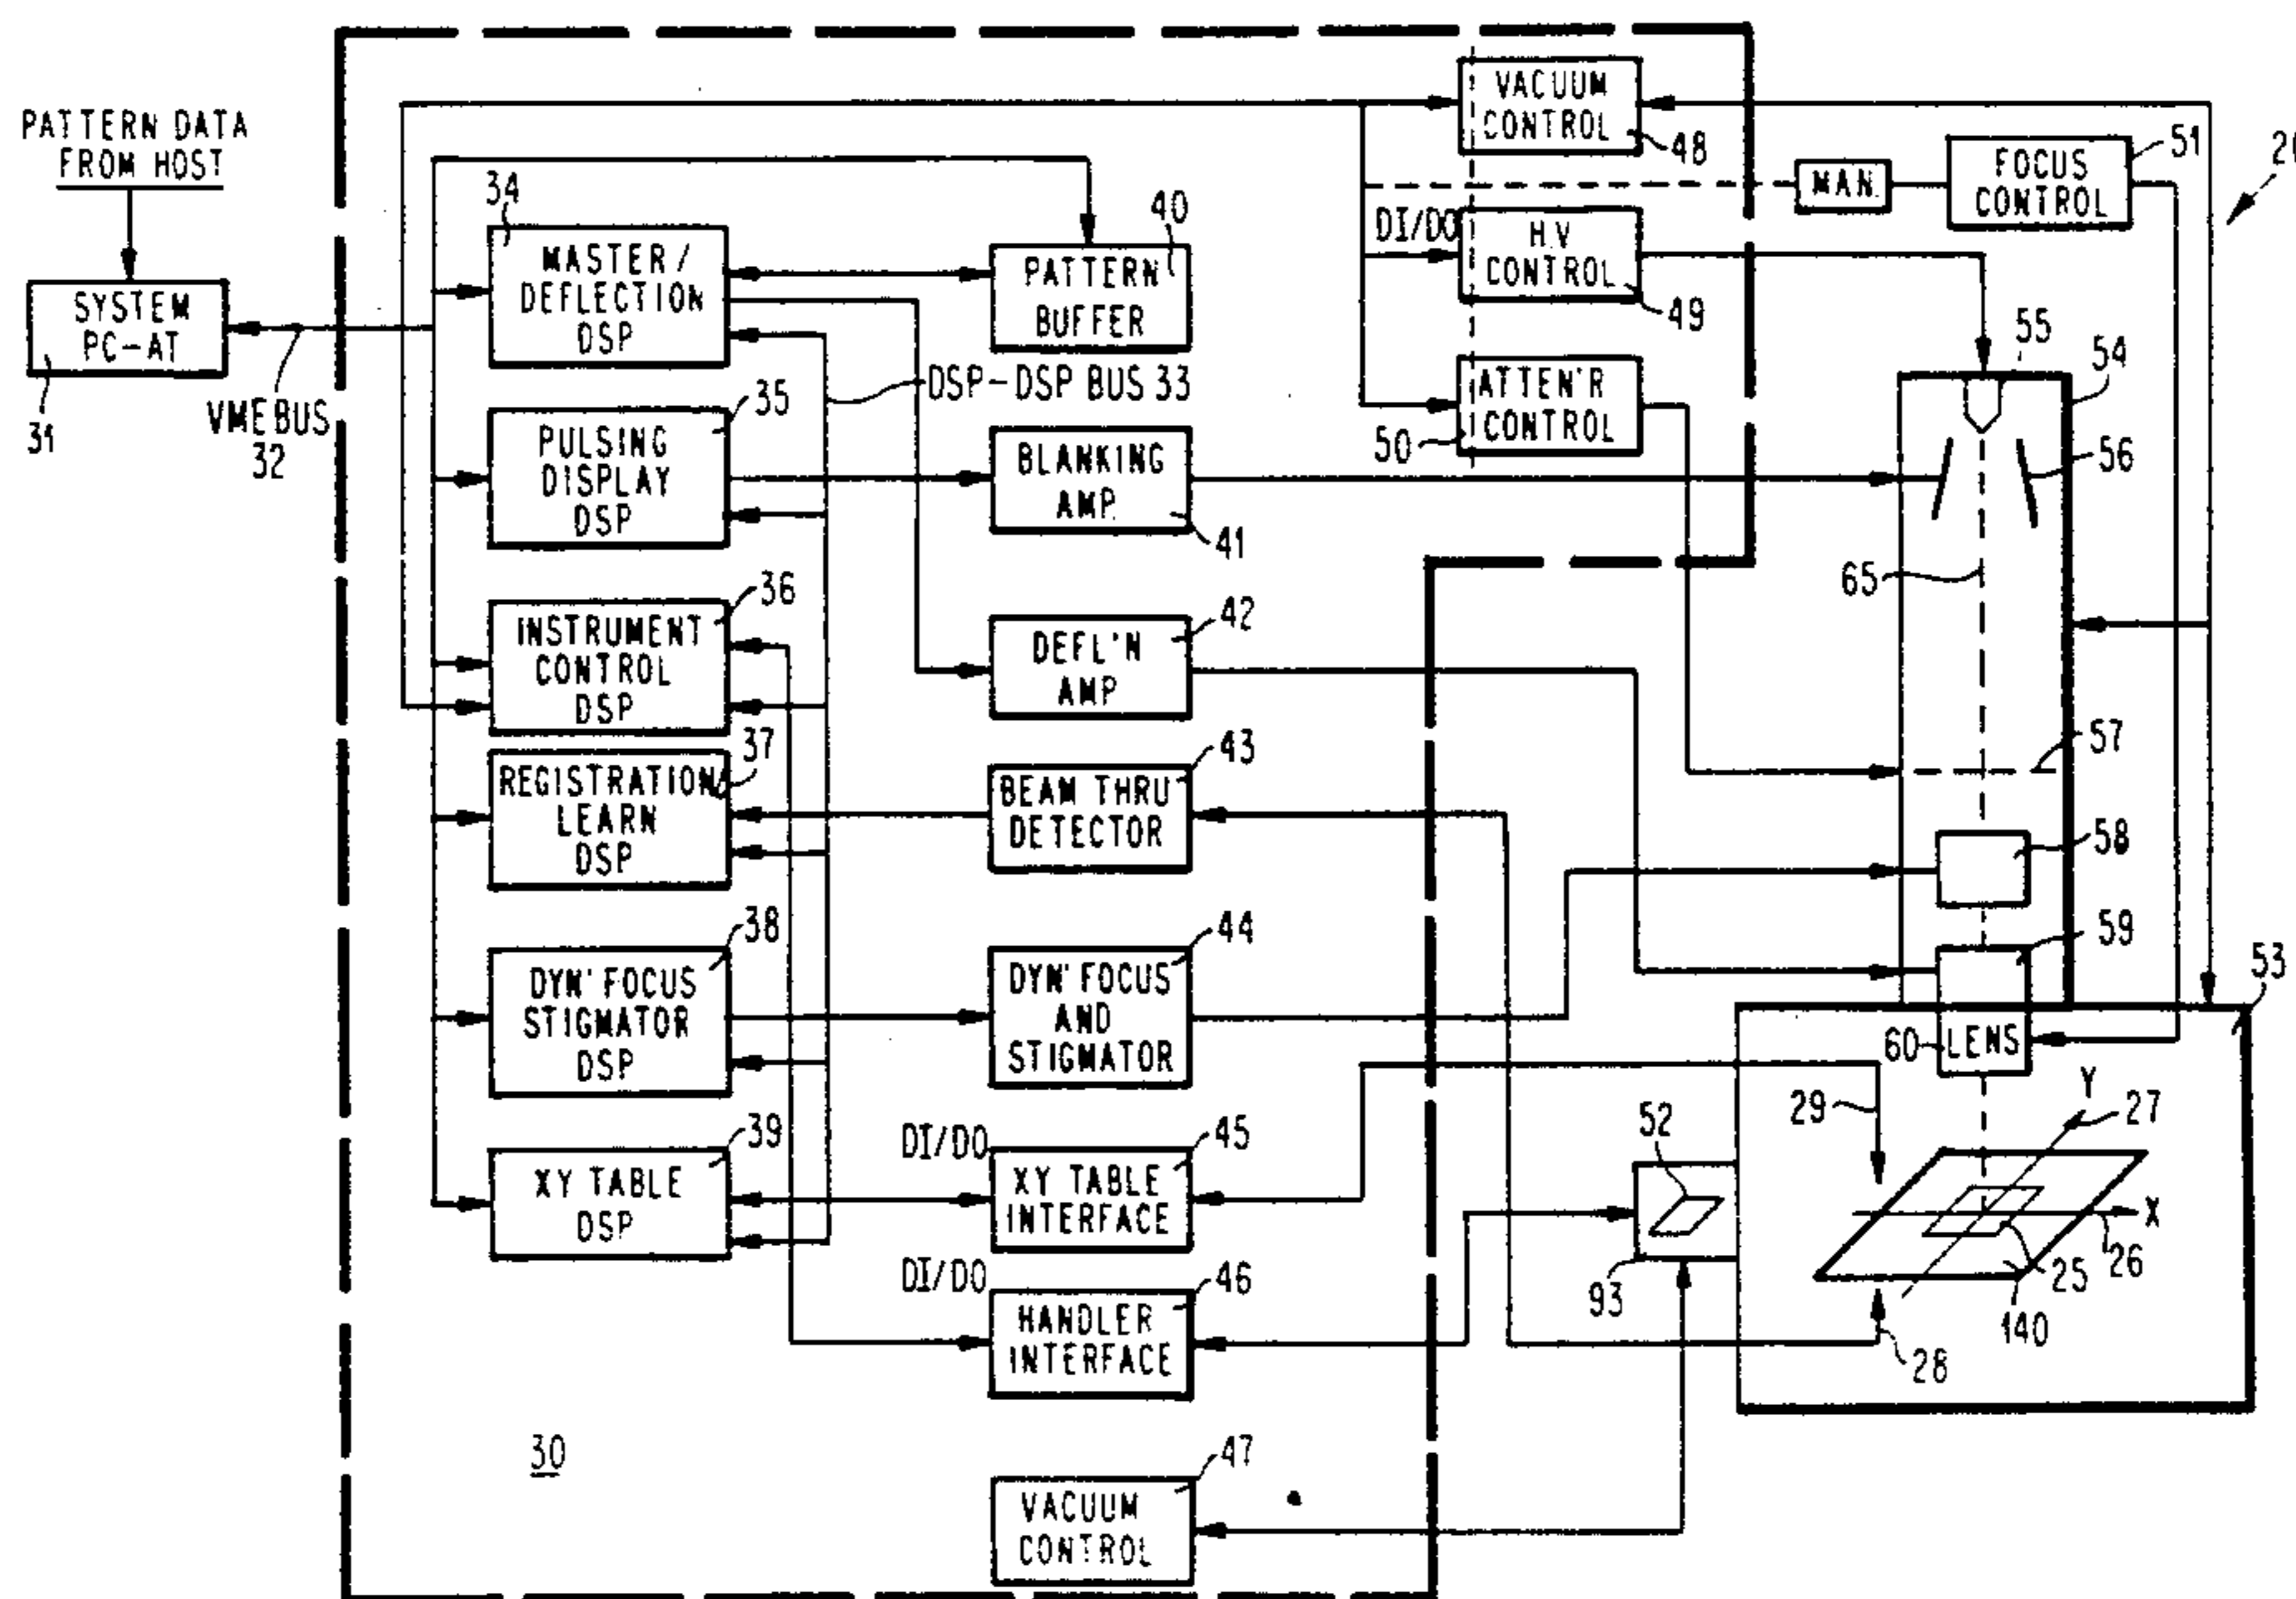 PATTERN DATA
FROM HOST
SYSTEM
PC-AT
31
VME BUS
32
34
MASTER/
DEFLECTION
DSP
35
PULSING
DISPLAY
DSP
36
INSTRUMENT
CONTROL
DSP
37
REGISTRATION/
LEARN
DSP
38
DYN' FOCUS
STIGMATOR
DSP
39
XY TABLE
DSP
30
40
PATTERN
BUFFER
DSP-DSP BUS 33
BLANKING
AMP
41
42
DEFL'N
AMP
43
BEAM THRU
DETECTOR
44
DYN' FOCUS
AND
STIGMATOR
DI/DO
45
XY TABLE
INTERFACE
DI/DO
46
HANDLER
INTERFACE
47
VACUUM
CONTROL
VACUUM
CONTROL
48
DI/DO
H.V
CONTROL
49
ATTEN'R
CONTROL
50
MAN
FOCUS
CONTROL
51
55
54
56
65
57
58
59
53
60
LENS
29
Y
27
X
26
25
140
28
52
93